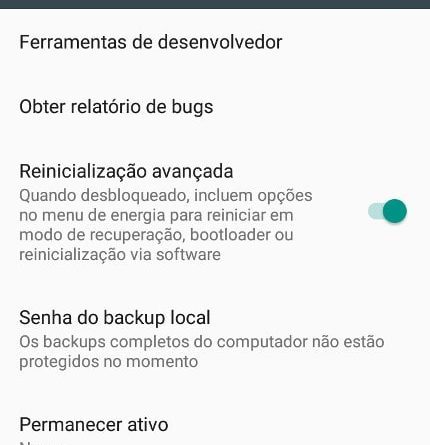 Ferramentas de desenvolvedor
Obter relatório de bugs
Reinicialização avançada
Quando desbloqueado, incluem opções
no menu de energia para reiniciar em
modo de recuperação, bootloader ou
reinicialização via software
Senha do backup local
Os backups completos do computador não estão
protegidos no momento
Permanecer ativo